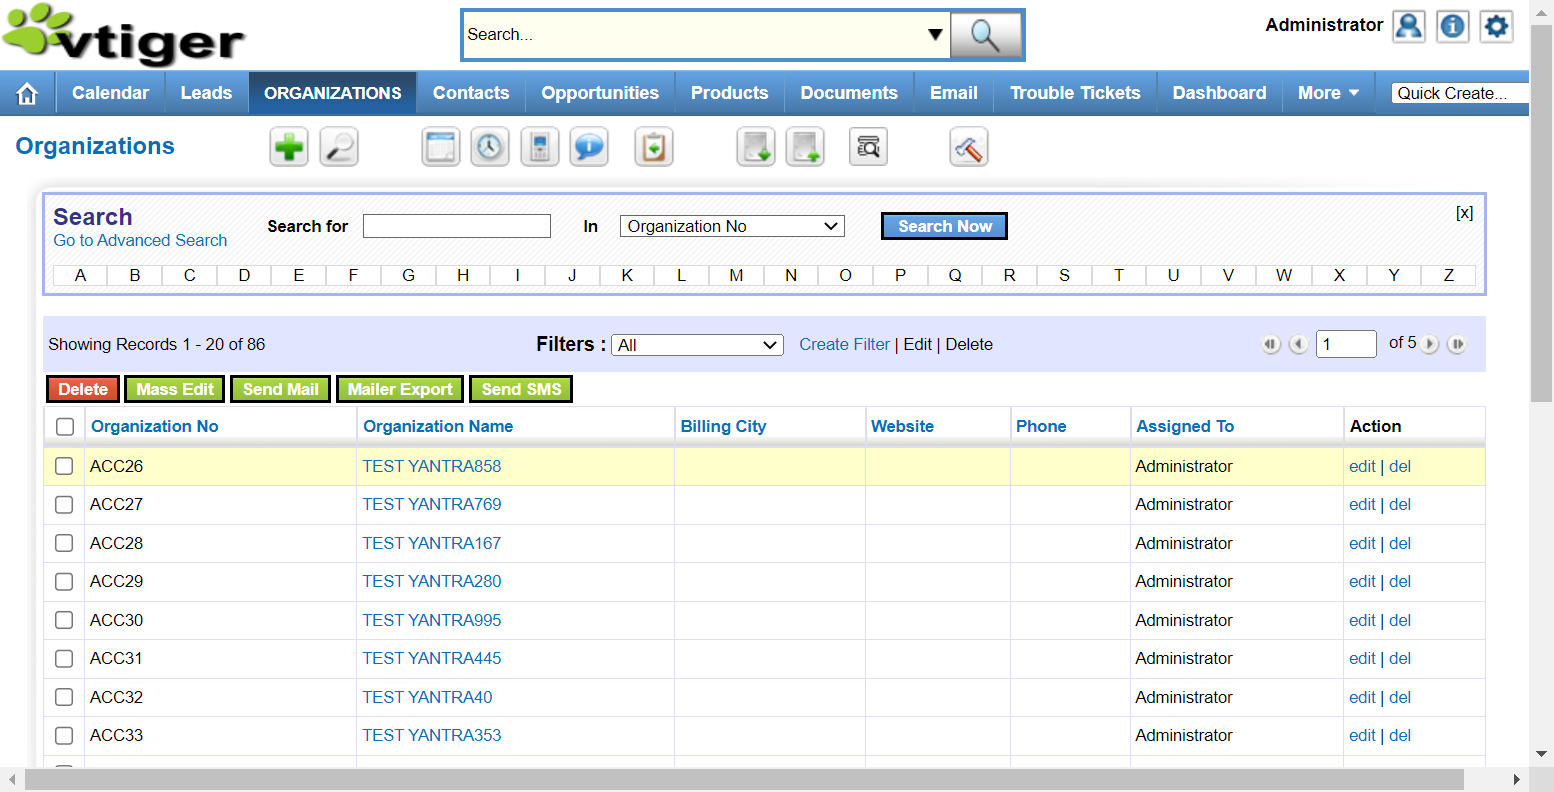 vtiger
Search...
Administrator
Calendar Leads ORGANIZATIONS Contacts Opportunities Products Documents Email Trouble Tickets Dashboard More Quick Create...
Organizations
Search
Go to Advanced Search
Search for In Organization No Search Now [x]
A B C D E F G H I J K L M N O P Q R S T U V W X Y Z
Showing Records 1 - 20 of 86 Filters : All Create Filter | Edit | Delete 1 of 5
Delete Mass Edit Send Mail Mailer Export Send SMS
Organization No Organization Name Billing City Website Phone Assigned To Action
ACC26 TEST YANTRA858 Administrator edit | del
ACC27 TEST YANTRA769 Administrator edit | del
ACC28 TEST YANTRA167 Administrator edit | del
ACC29 TEST YANTRA280 Administrator edit | del
ACC30 TEST YANTRA995 Administrator edit | del
ACC31 TEST YANTRA445 Administrator edit | del
ACC32 TEST YANTRA40 Administrator edit | del
ACC33 TEST YANTRA353 Administrator edit | del